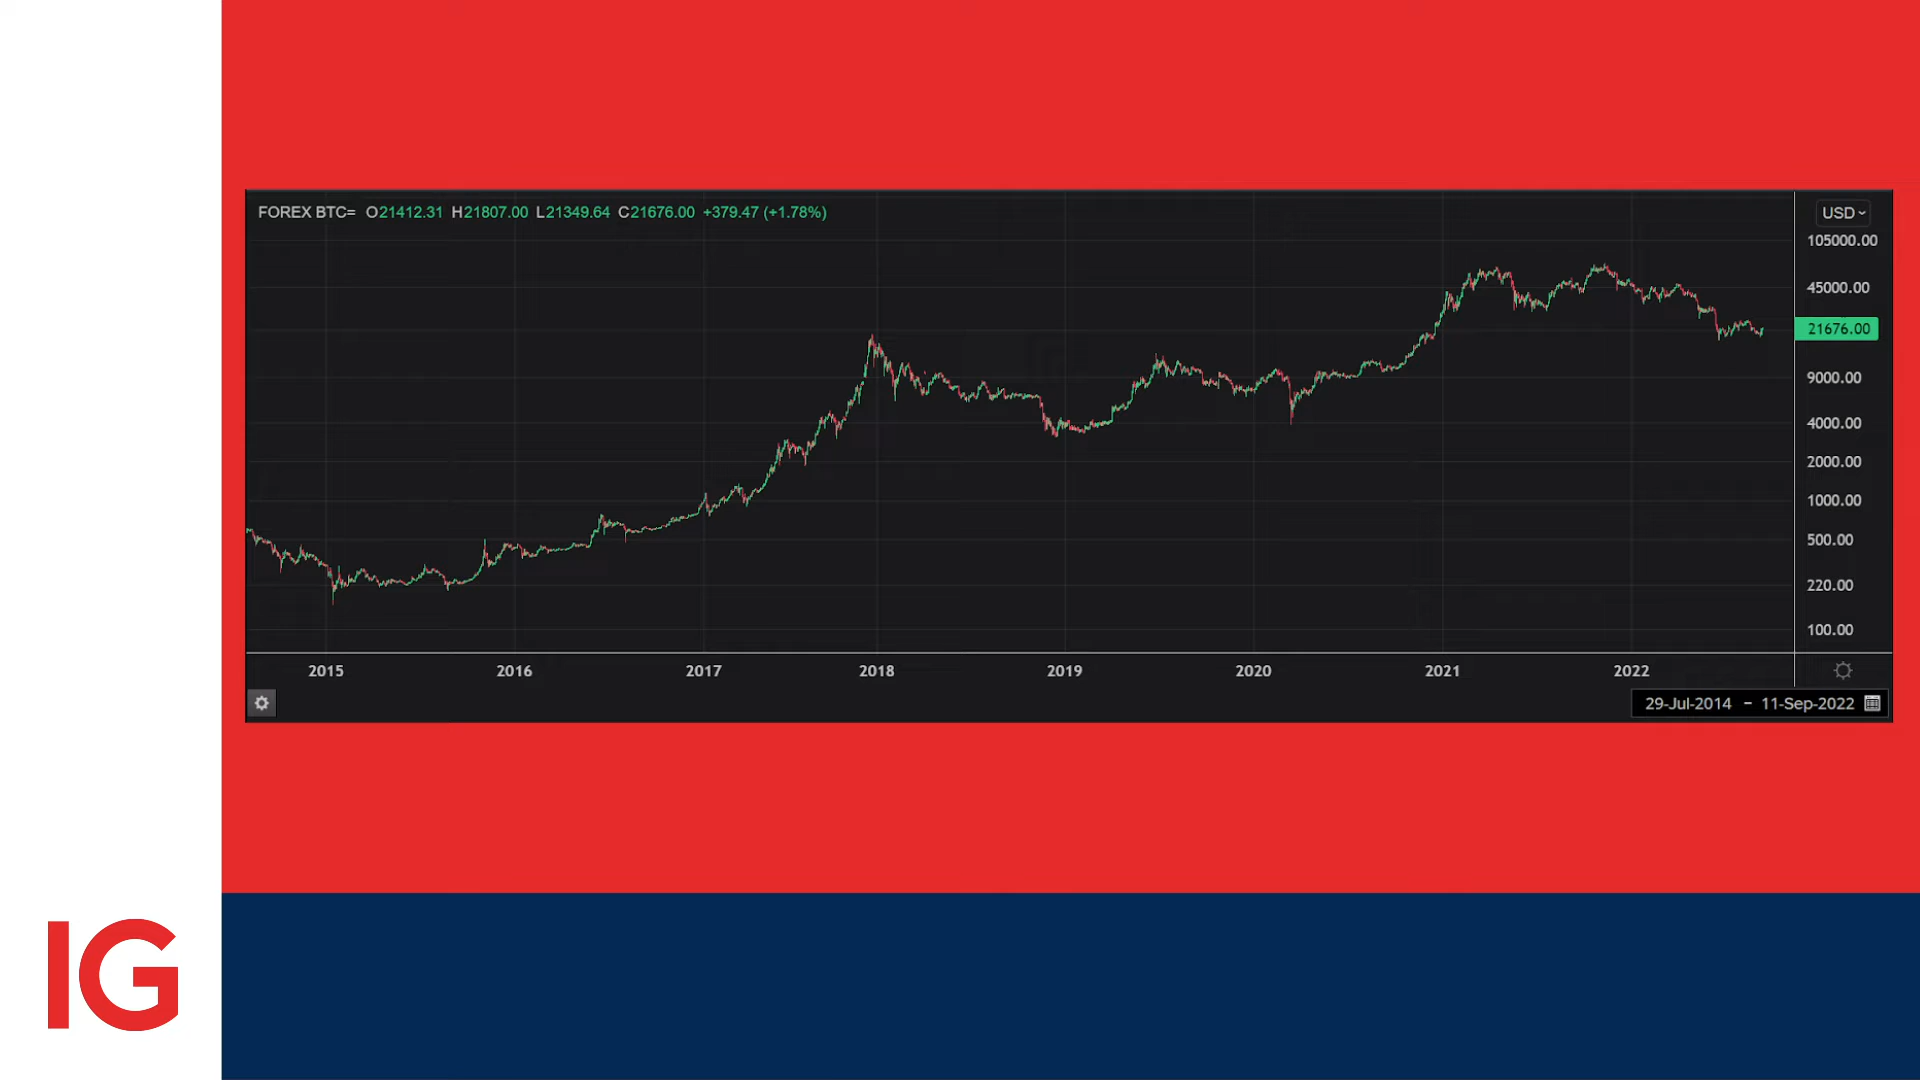 FOREX BTC= O21412.31 H21807.00 L21349.64 C21676.00 +379.47 (+1.78%)
USD
105000.00
45000.00
21676.00
9000.00
4000.00
2000.00
1000.00
500.00
220.00
100.00
2015 2016 2017 2018 2019 2020 2021 2022
29-Jul-2014 - 11-Sep-2022
IG